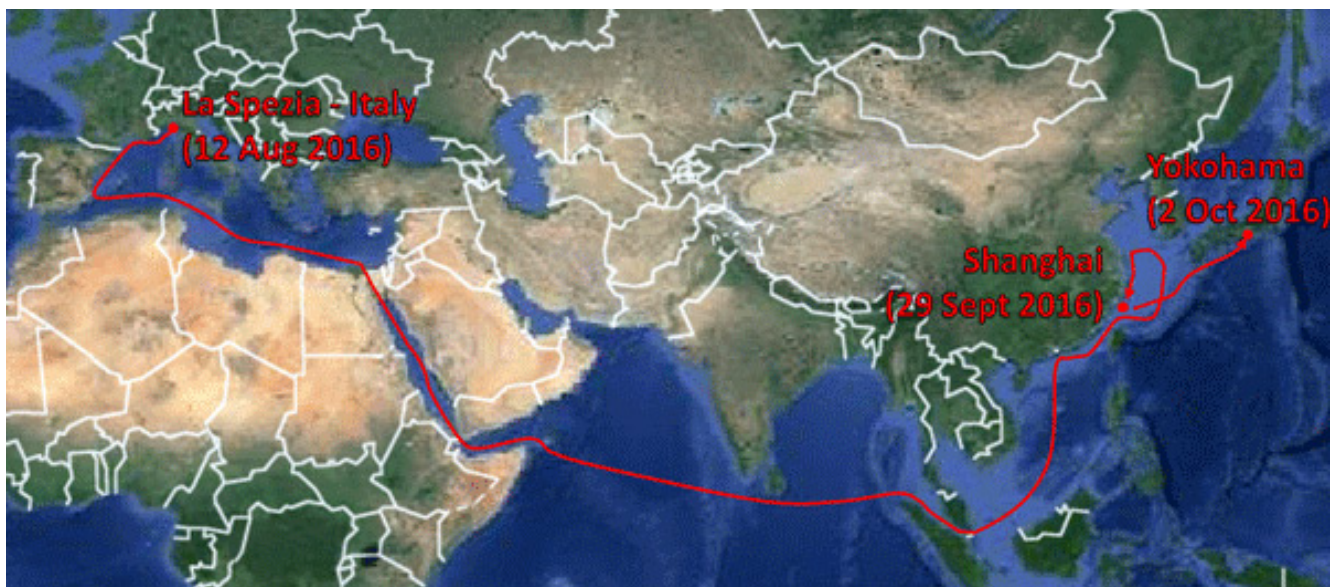 La Spezia - Italy
(12 Aug 2016)
Yokohama
(2 Oct 2016)
Shanghai
(29 Sept 2016)